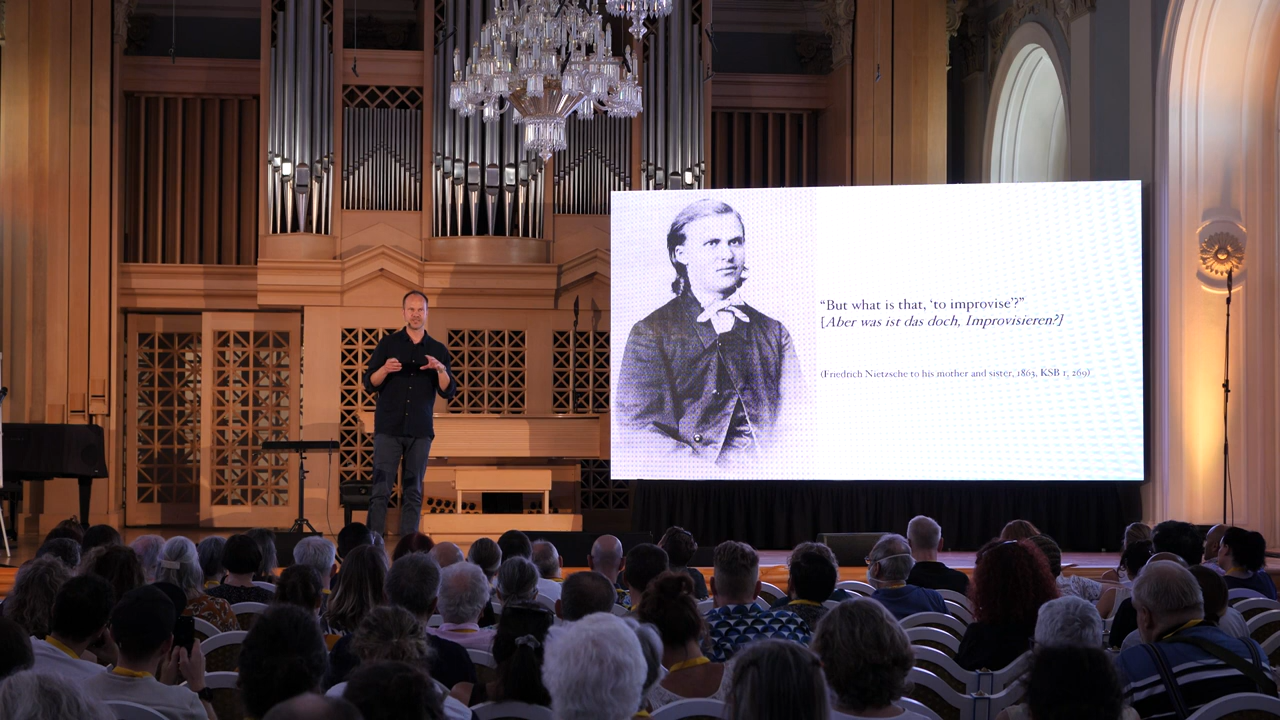 “But what is that, ‘to improvise’?”
[Aber was ist das doch, Improvisieren?]
(Friedrich Nietzsche to his mother and sister, 1863, KSB 1, 269)